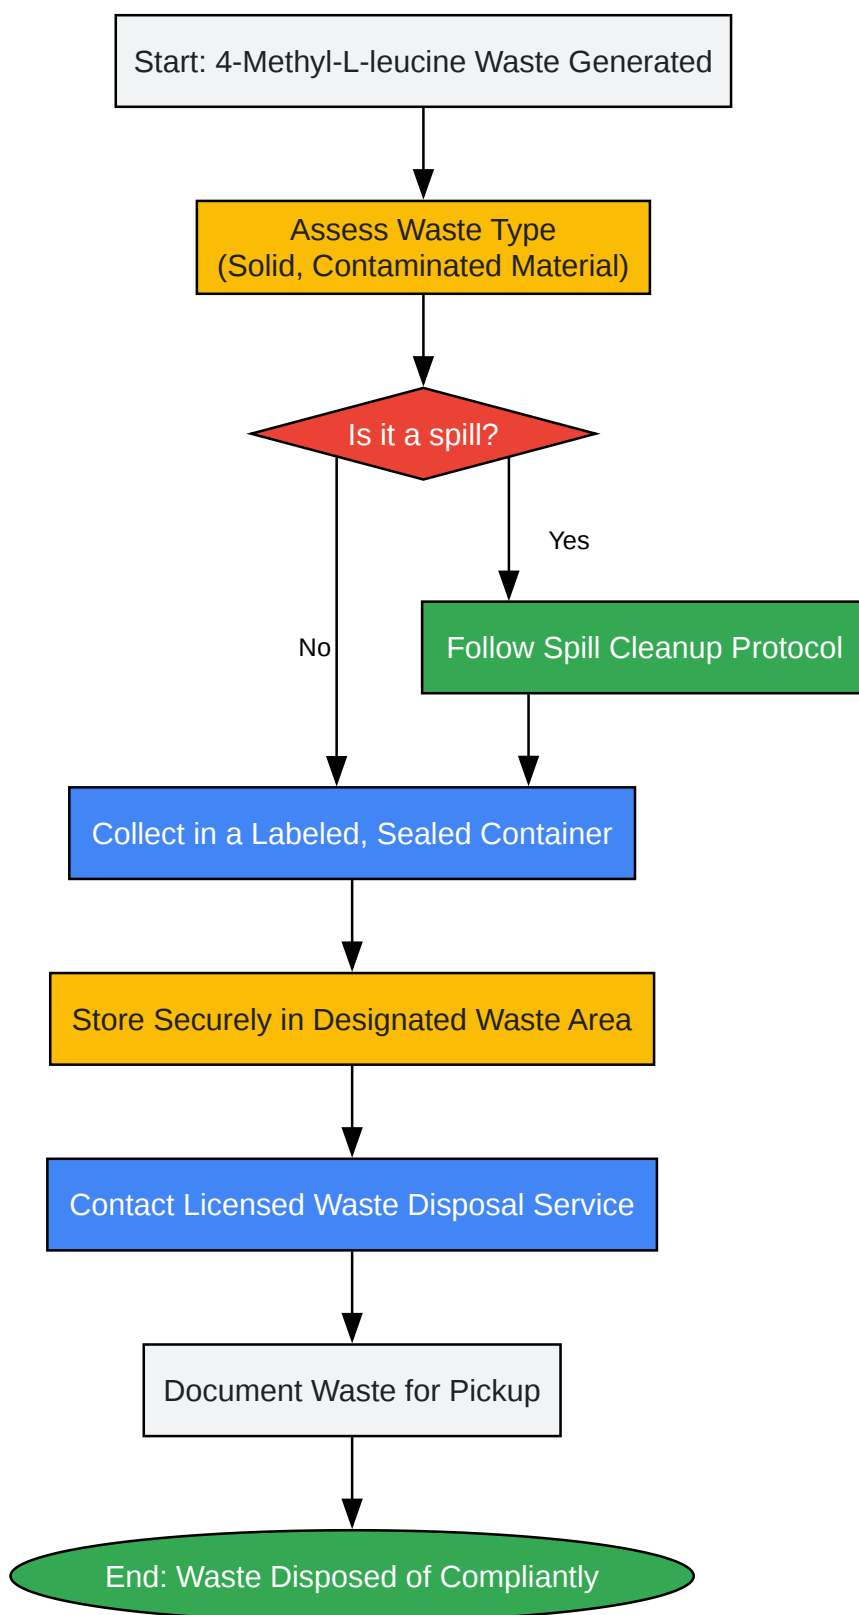 Start: 4-Methyl-L-leucine Waste Generated
Assess Waste Type
(Solid, Contaminated Material)
Is it a spill?
Yes
Follow Spill Cleanup Protocol
No
Collect in a Labeled, Sealed Container
Store Securely in Designated Waste Area
Contact Licensed Waste Disposal Service
Document Waste for Pickup
End: Waste Disposed of Compliantly